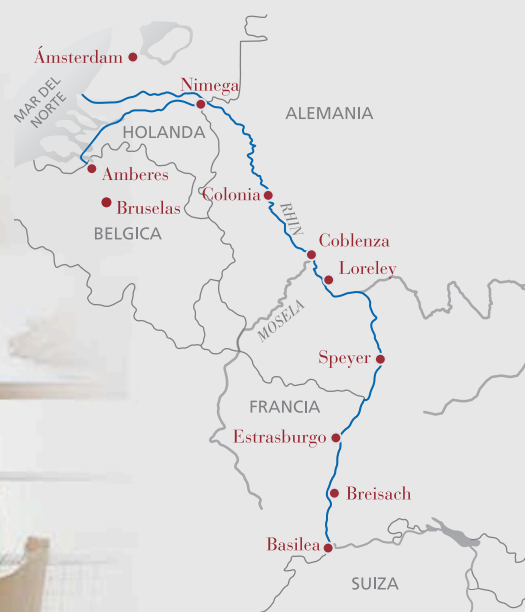 Ámsterdam
MAR DEL
NORTE
Nimega
ALEMANIA
HOLANDA
Amberes
Colonia
RHIN
Bruselas
BELGICA
Coblenza
Loreley
MOSELA
Speyer
FRANCIA
Estrasburgo
Breisach
Basilea
SUIZA